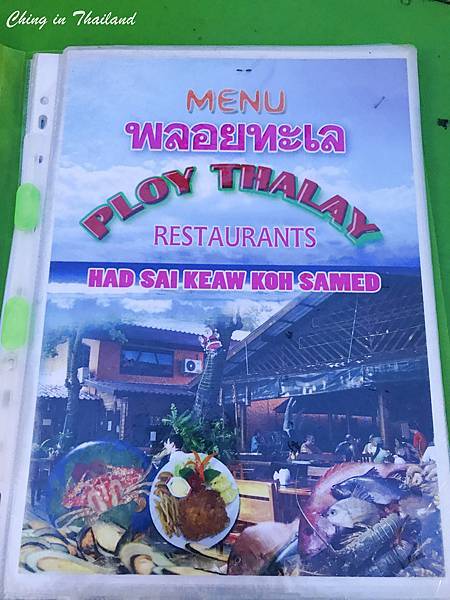 Ching in Thailand
MENU
พลอยทะเล
PLOY THALAY
RESTAURANTS
HAD SAI KEAW KOH SAMED